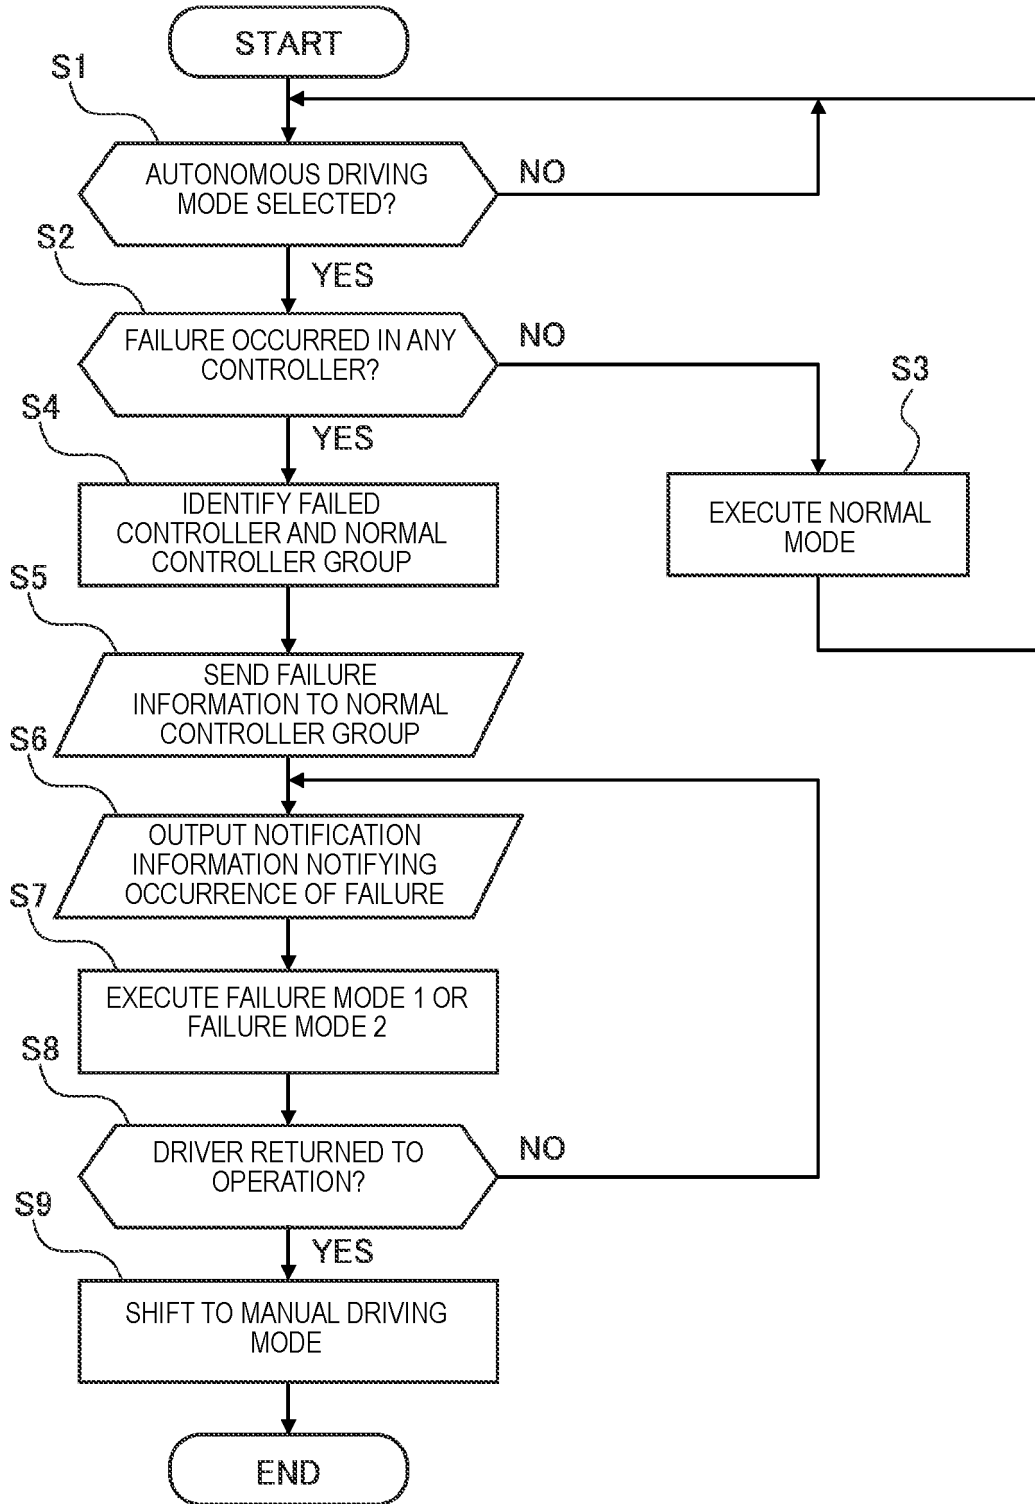 START
S1
AUTONOMOUS DRIVING
MODE SELECTED?
NO
YES
S2
FAILURE OCCURRED IN ANY
CONTROLLER?
NO
YES
S3
EXECUTE NORMAL
MODE
S4
IDENTIFY FAILED
CONTROLLER AND NORMAL
CONTROLLER GROUP
S5
SEND FAILURE
INFORMATION TO NORMAL
CONTROLLER GROUP
S6
OUTPUT NOTIFICATION
INFORMATION NOTIFYING
OCCURRENCE OF FAILURE
S7
EXECUTE FAILURE MODE 1 OR
FAILURE MODE 2
S8
DRIVER RETURNED TO
OPERATION?
NO
YES
S9
SHIFT TO MANUAL DRIVING
MODE
END